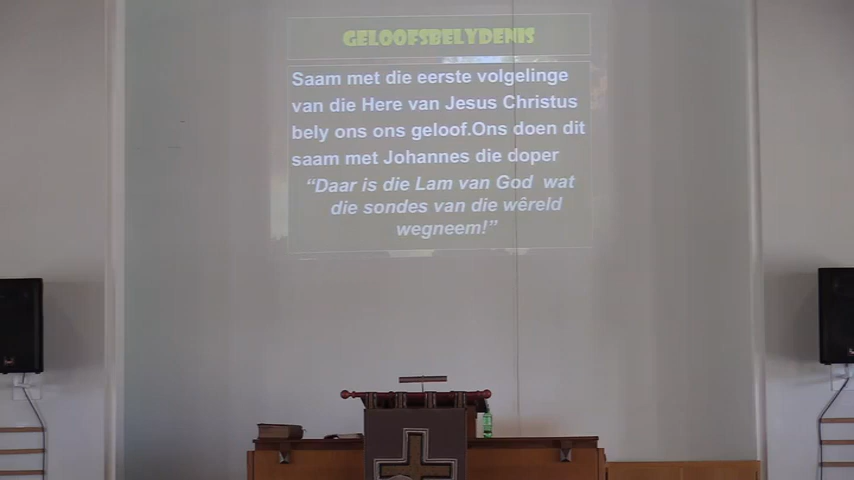 GELOOFSBELYDENIS
Saam met die eerste volgelinge
van die Here van Jesus Christus
bely ons ons geloof.Ons doen dit
saam met Johannes die doper
“Daar is die Lam van God wat
die sondes van die wêreld
wegneem!”